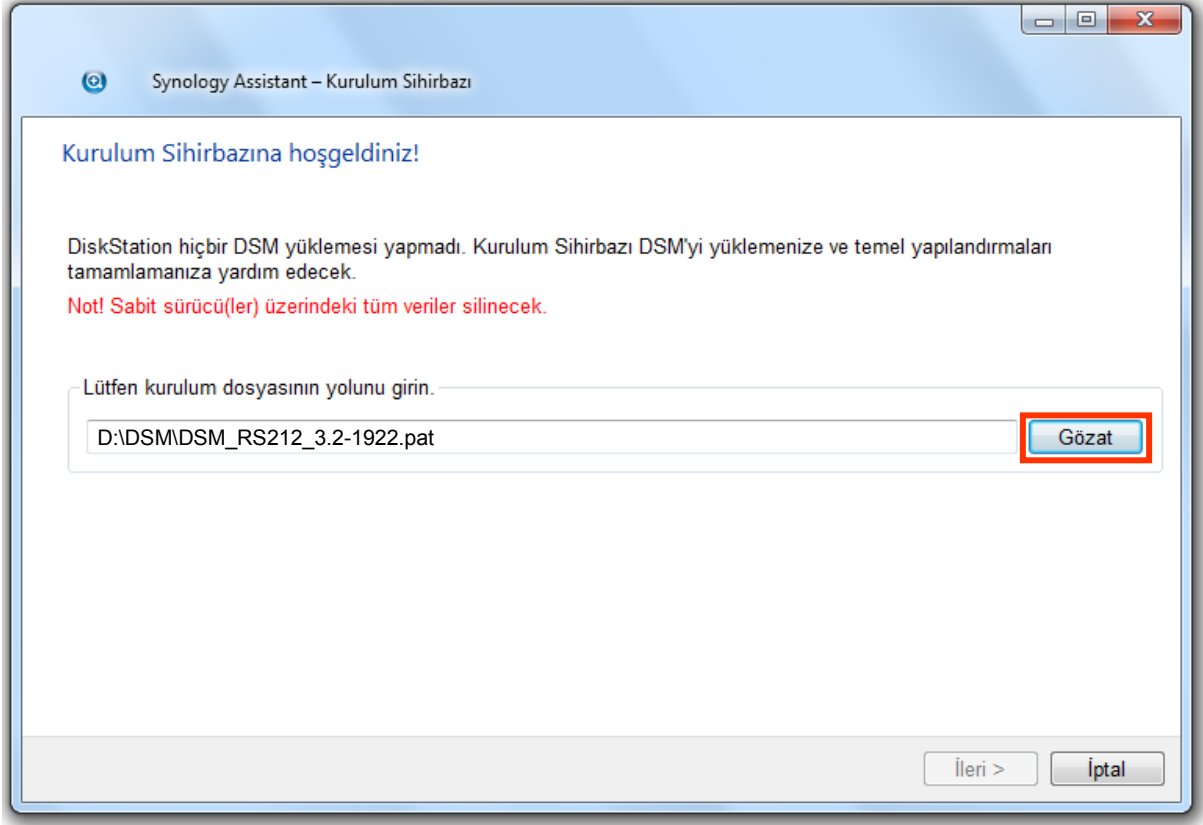 Synology Assistant – Kurulum Sihirbazı
Kurulum Sihirbazına hoşgeldiniz!
DiskStation hiçbir DSM yüklemesi yapmadı. Kurulum Sihirbazı DSM'yi yüklemenize ve temel yapılandırmaları
tamamlamanıza yardım edecek.
Not! Sabit sürücü(ler) üzerindeki tüm veriler silinecek.
Lütfen kurulum dosyasının yolunu girin.
D:\DSM\DSM_RS212_3.2-1922.pat
Gözat
İleri >
İptal